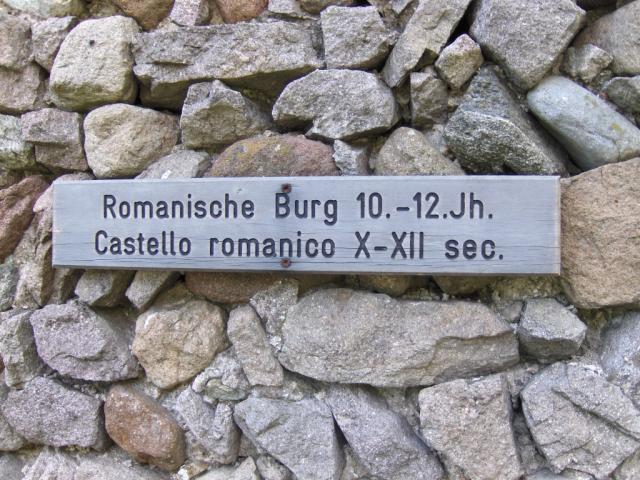 Romanische Burg 10.-12.Jh.
Castello romanico X-XII sec.